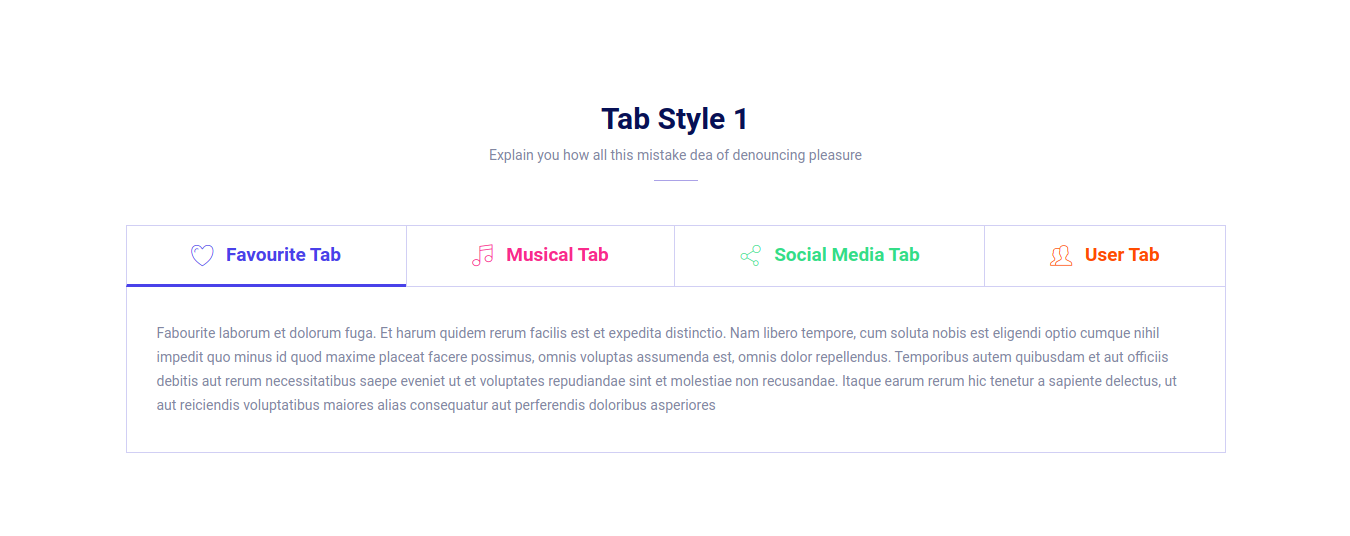 Tab Style 1
Explain you how all this mistake dea of denouncing pleasure
Favourite Tab
Musical Tab
Social Media Tab
User Tab
Fabourite laborum et dolorum fuga. Et harum quidem rerum facilis est et expedita distinctio. Nam libero tempore, cum soluta nobis est eligendi optio cumque nihil
impedit quo minus id quod maxime placeat facere possimus, omnis voluptas assumenda est, omnis dolor repellendus. Temporibus autem quibusdam et aut officiis
debitis aut rerum necessitatibus saepe eveniet ut et voluptates repudiandae sint et molestiae non recusandae. Itaque earum rerum hic tenetur a sapiente delectus, ut
aut reiciendis voluptatibus maiores alias consequatur aut perferendis doloribus asperiores